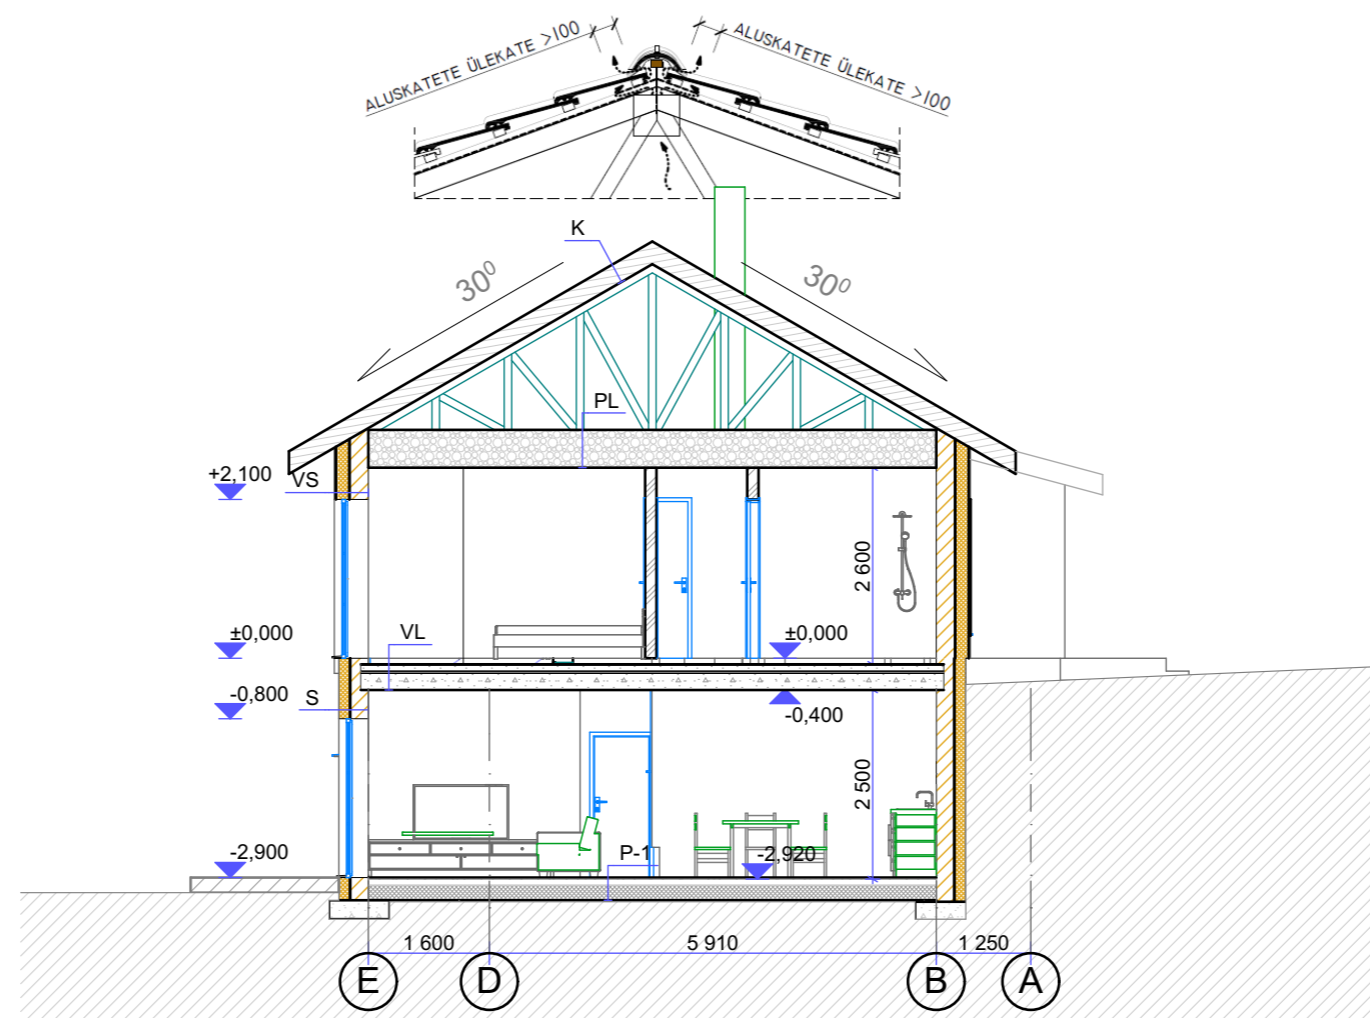 ALUSKATETE ÜLEKATE >100
ALUSKATETE ÜLEKATE >100
K
30⁰
30⁰
PL
+2,100
VS
2 600
±0,000
VL
±0,000
-0,800
S
-0,400
2 500
-2,900
P-1
-2,920
1 600
5 910
1 250
E
D
B
A